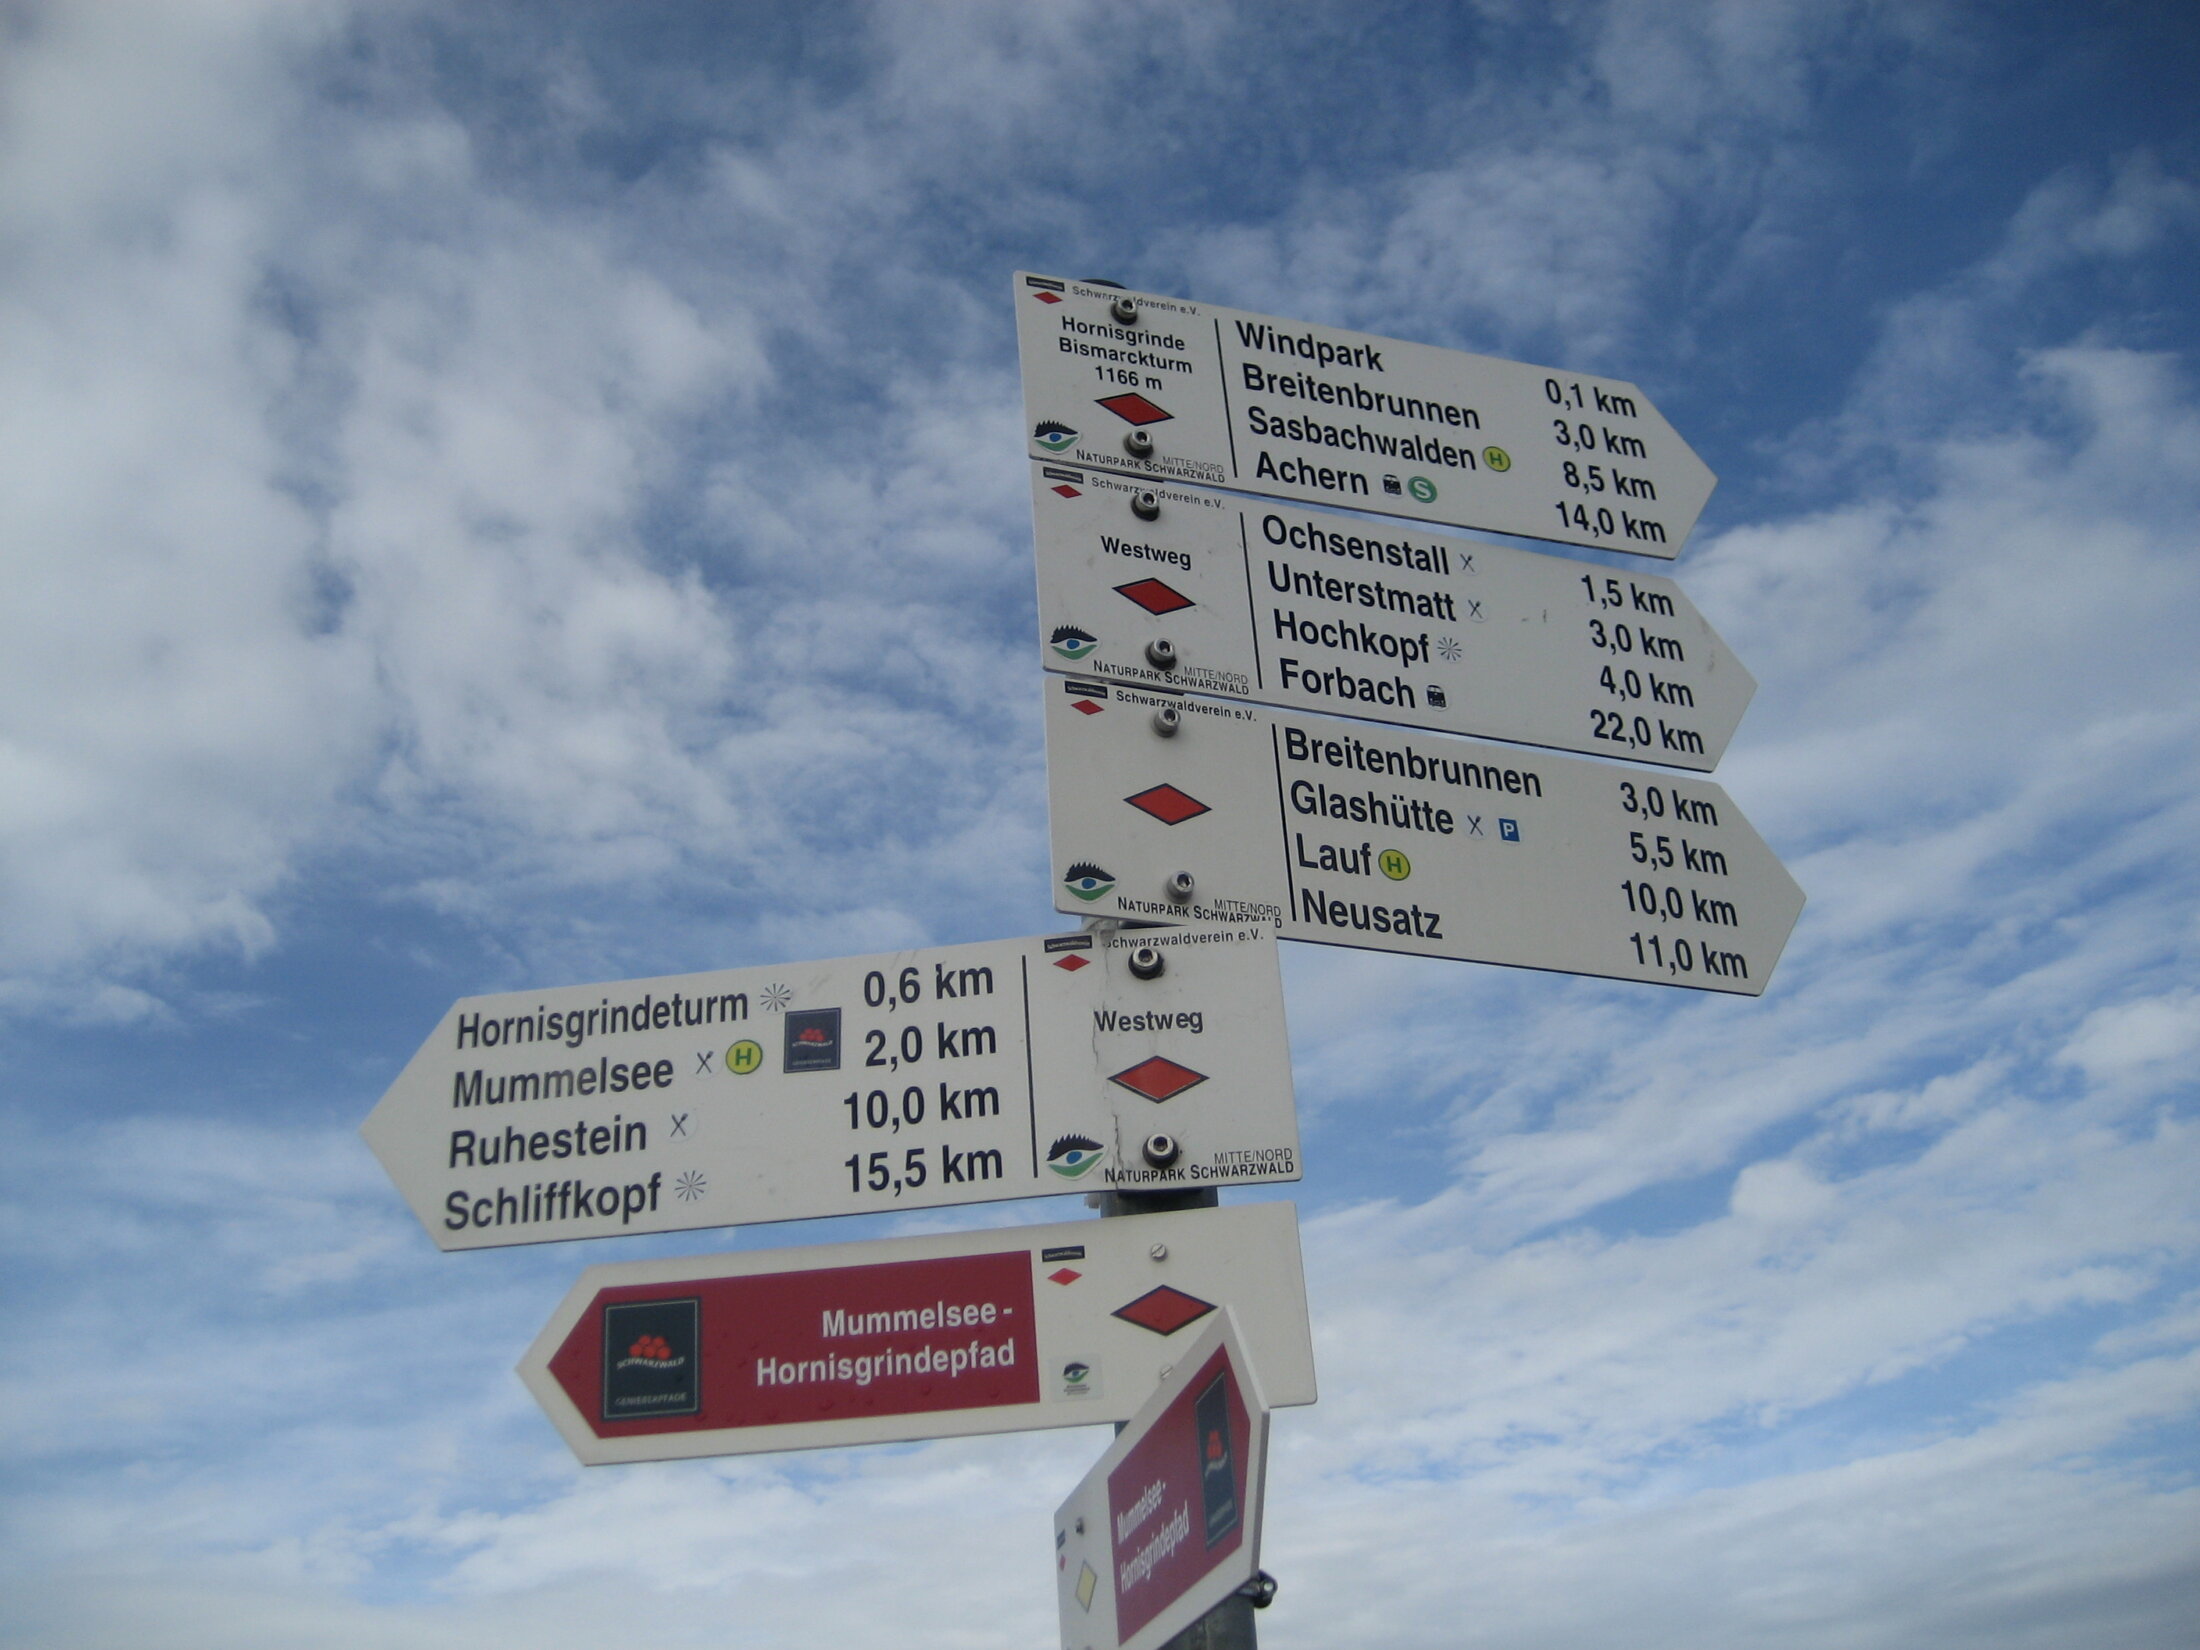 Schwarzwaldverein e.V.
Hornisgrinde
Bismarckturm
1166 m
MITTE/NORD
NATURPARK SCHWARZWALD
Windpark 0,1 km
Breitenbrunnen 3,0 km
Sasbachwalden H 8,5 km
Achern S 14,0 km
Schwarzwaldverein e.V.
Westweg
MITTE/NORD
NATURPARK SCHWARZWALD
Ochsenstall 1,5 km
Unterstmatt 3,0 km
Hochkopf 4,0 km
Forbach 22,0 km
Schwarzwaldverein e.V.
MITTE/NORD
NATURPARK SCHWARZWALD
Breitenbrunnen 3,0 km
Glashütte P 5,5 km
Lauf H 10,0 km
Neusatz 11,0 km
Hornisgrindeturm 0,6 km
Mummelsee H 2,0 km
Ruhestein 10,0 km
Schliffkopf 15,5 km
SCHWARZWALD
Schwarzwaldverein e.V.
Westweg
MITTE/NORD
NATURPARK SCHWARZWALD
SCHWARZWALD
GENIESSERPFADE
Mummelsee-
Hornisgrindepfad
Mummelsee-
Hornisgrindepfad